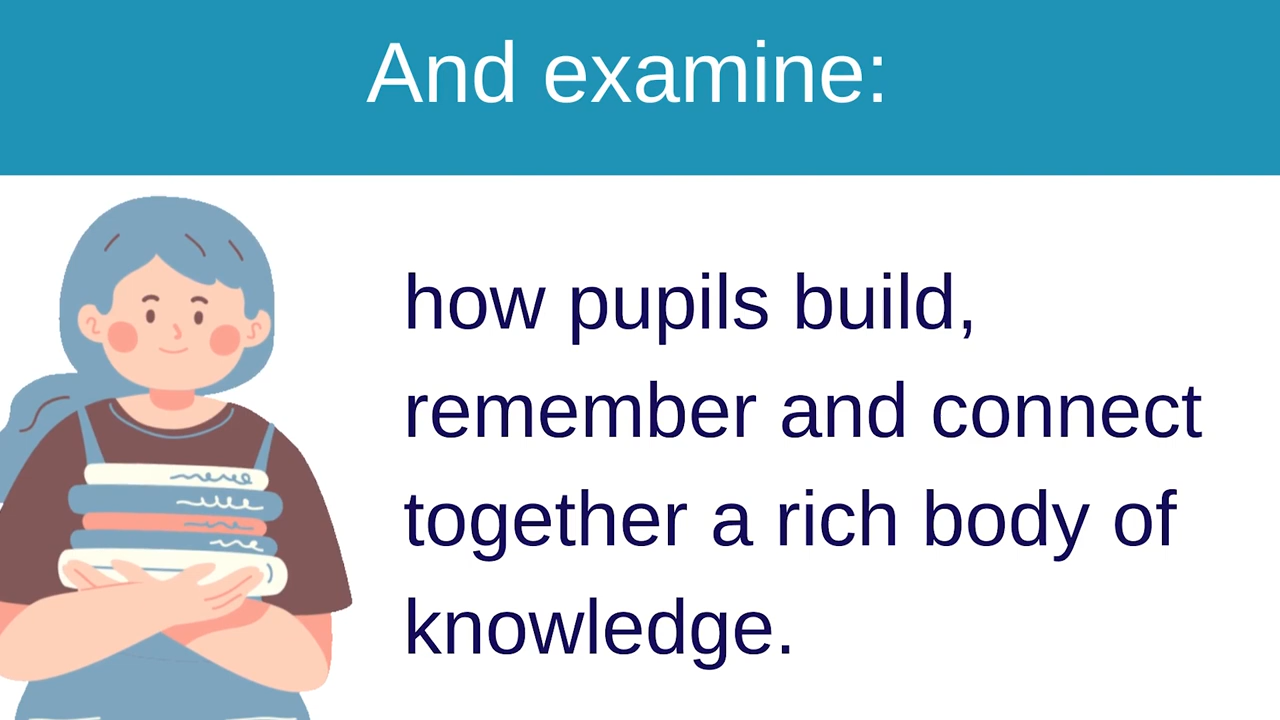 And examine:
how pupils build,
remember and connect
together a rich body of
knowledge.